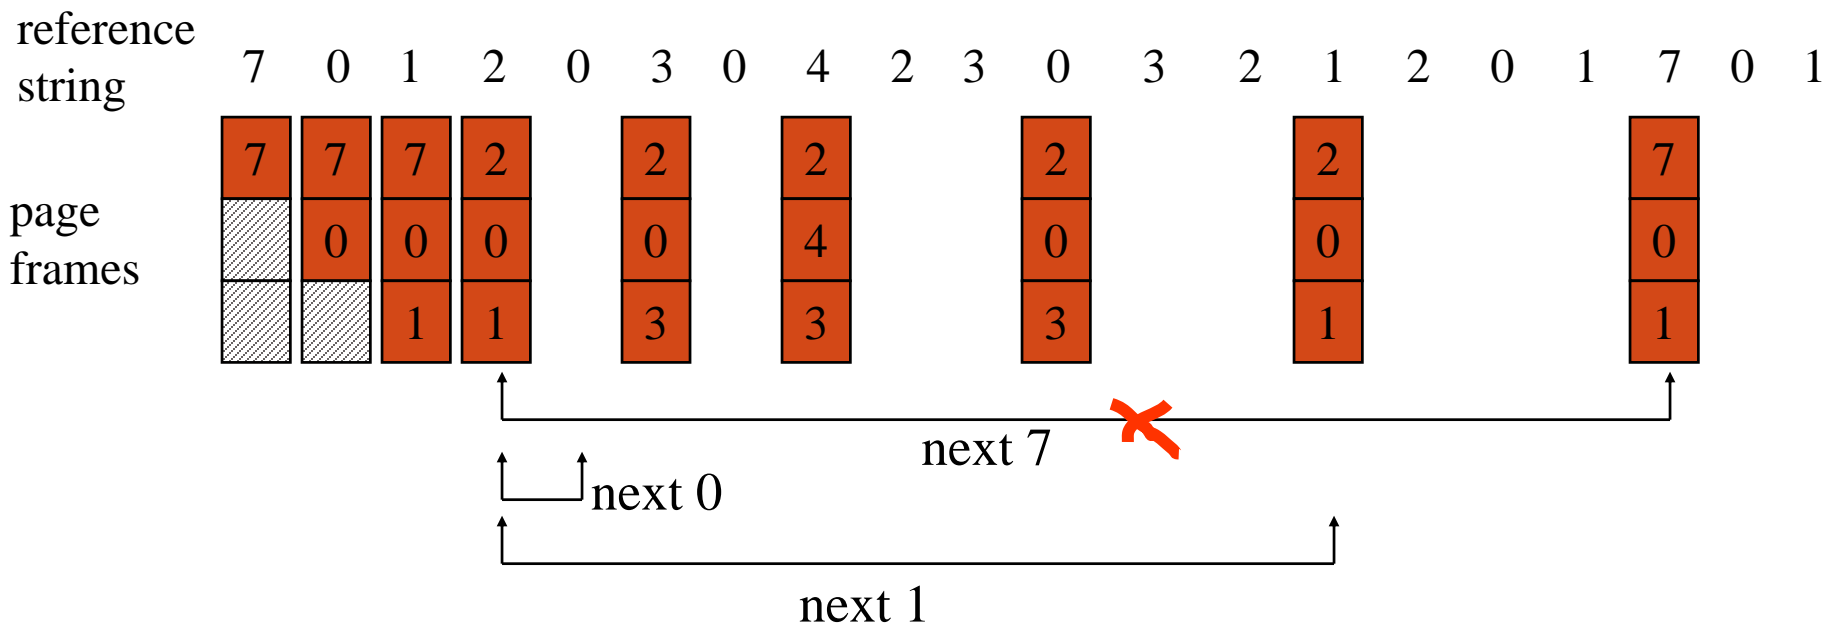 reference
string
7 0 1 2 0 3 0 4 2 3 0 3 2 1 2 0 1 7 0 1
page
frames
7 7 7 2 2 2 2 2 7
0 0 0 0 4 0 0 0
1 1 3 3 3 1 1
next 7
next 0
next 1